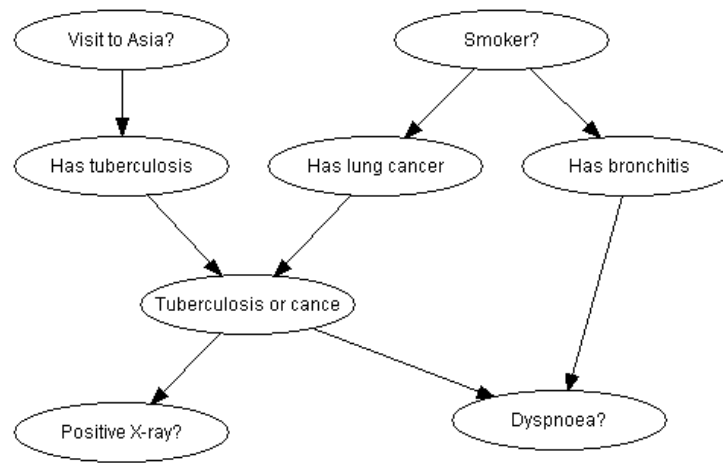 Visit to Asia?
Smoker?
Has tuberculosis
Has lung cancer
Has bronchitis
Tuberculosis or cance
Positive X-ray?
Dyspnoea?